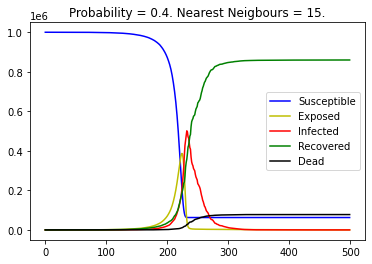 Probability = 0.4. Nearest Neigbours = 15.
1e6
1.0
0.8
0.6
0.4
0.2
0.0
Susceptible
Exposed
Infected
Recovered
Dead
0 100 200 300 400 500